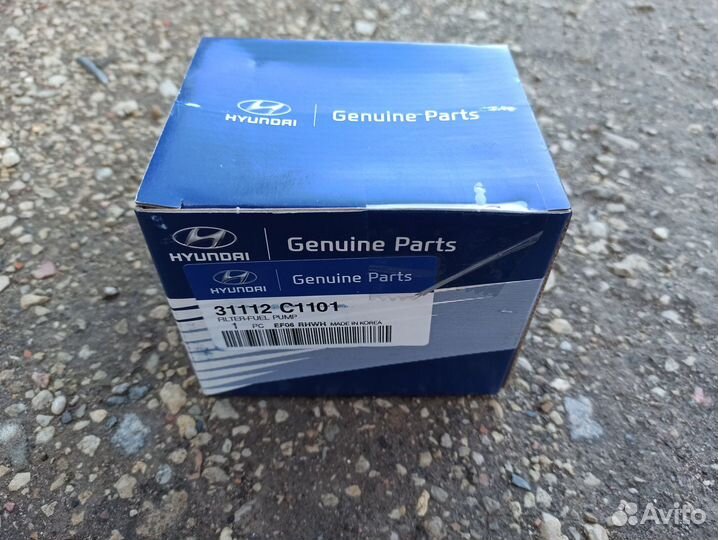 HYUNDAI | Genuine Parts
HYUNDAI | Genuine Parts
HYUNDAI | Genuine Parts
31112 C1101
FILTER-FUEL PUMP
1 PC EF06 RHWH MADE IN KOREA
Avito